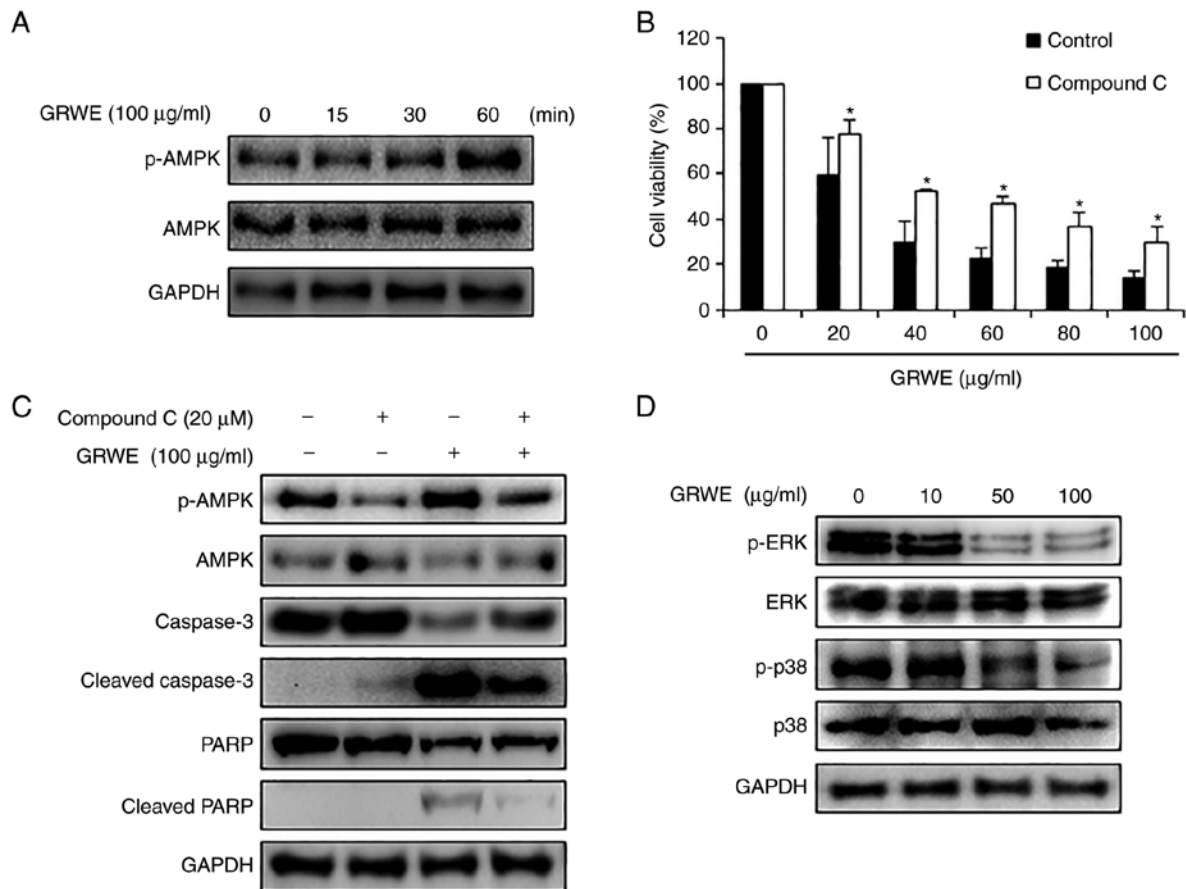 A
GRWE (100 μg/ml) 0 15 30 60 (min)
p-AMPK
AMPK
GAPDH
B
120
100
80
60
40
20
0
Cell viability (%)
Control
Compound C
* * * * *
0 20 40 60 80 100
GRWE (μg/ml)
C
Compound C (20 μM) – + – +
GRWE (100 μg/ml) – – + +
p-AMPK
AMPK
Caspase-3
Cleaved caspase-3
PARP
Cleaved PARP
GAPDH
D
GRWE (μg/ml) 0 10 50 100
p-ERK
ERK
p-p38
p38
GAPDH